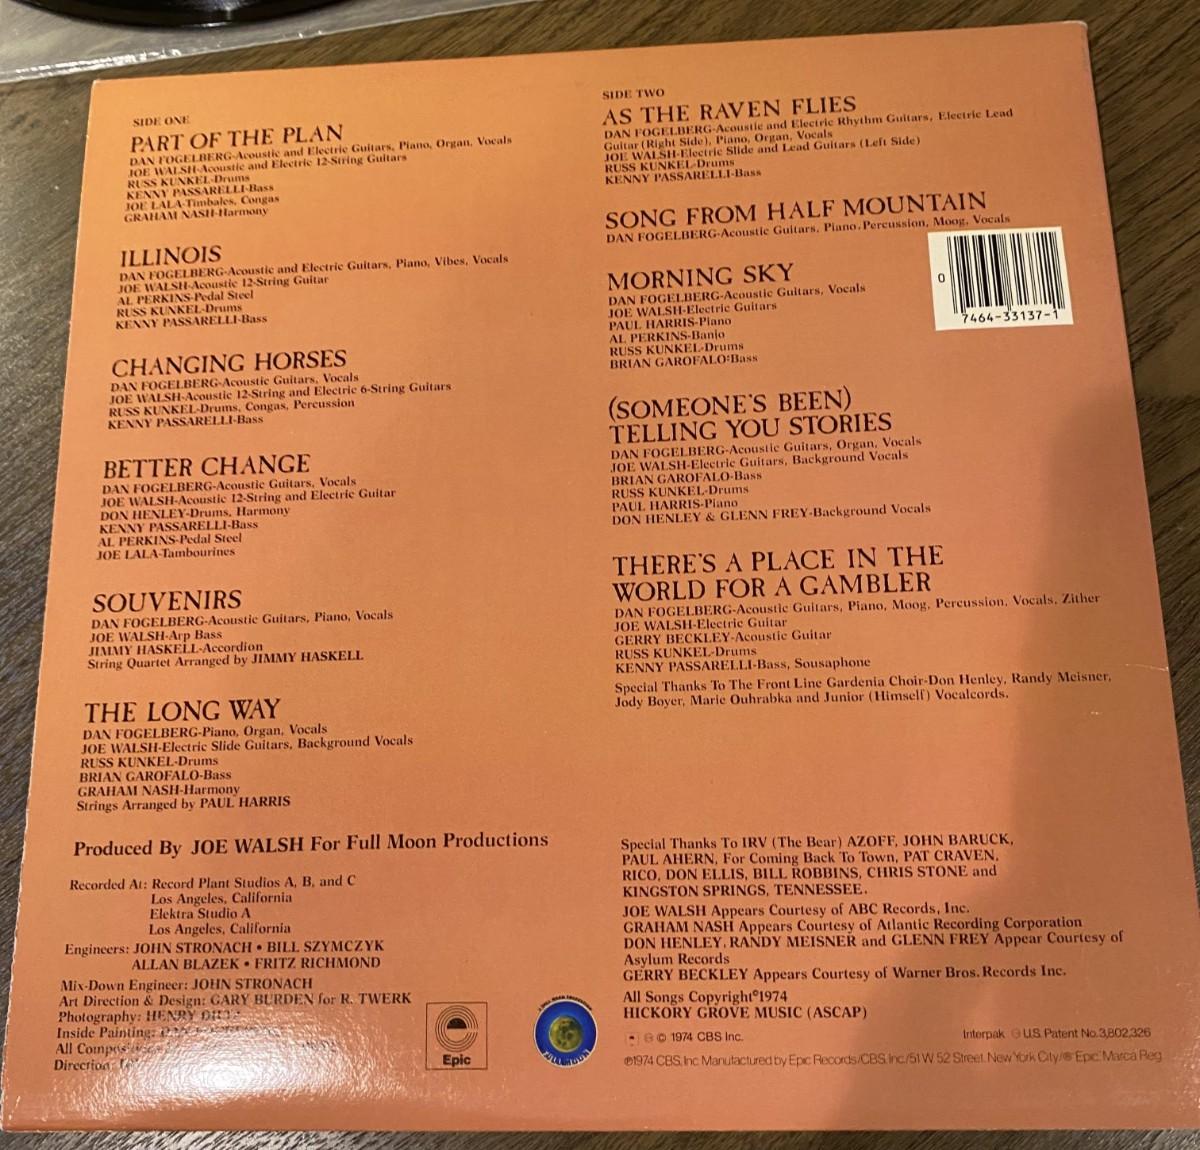 SIDE ONE
PART OF THE PLAN
DAN FOGELBERG-Acoustic and Electric Guitars, Piano, Organ, Vocals
JOE WALSH-Acoustic and Electric 12-String Guitars
RUSS KUNKEL-Drums
KENNY PASSARELLI-Bass
JOE LALA-Timbales, Congas
GRAHAM NASH-Harmony
ILLINOIS
DAN FOGELBERG-Acoustic and Electric Guitars, Piano, Vibes, Vocals
JOE WALSH-Acoustic 12-String Guitar
AL PERKINS-Pedal Steel
RUSS KUNKEL-Drums
KENNY PASSARELLI-Bass
CHANGING HORSES
DAN FOGELBERG-Acoustic Guitars, Vocals
JOE WALSH-Acoustic 12-String and Electric 6-String Guitars
RUSS KUNKEL-Drums, Congas, Percussion
KENNY PASSARELLI-Bass
BETTER CHANGE
DAN FOGELBERG-Acoustic Guitars, Vocals
JOE WALSH-Acoustic 12-String and Electric Guitar
DON HENLEY-Drums, Harmony
KENNY PASSARELLI-Bass
AL PERKINS-Pedal Steel
JOE LALA-Tambourines
SOUVENIRS
DAN FOGELBERG-Acoustic Guitars, Piano, Vocals
JOE WALSH-Arp Bass
JIMMY HASKELL-Accordion
String Quartet Arranged by JIMMY HASKELL
THE LONG WAY
DAN FOGELBERG-Piano, Organ, Vocals
JOE WALSH-Electric Slide Guitars, Background Vocals
RUSS KUNKEL-Drums
BRIAN GAROFALO-Bass
GRAHAM NASH-Harmony
Strings Arranged by PAUL HARRIS
Produced By JOE WALSH For Full Moon Productions
Recorded At: Record Plant Studios A, B, and C
Los Angeles, California
Elektra Studio A
Los Angeles, California
Engineers: JOHN STRONACH • BILL SZYMCZYK
ALLAN BLAZEK • FRITZ RICHMOND
Mix-Down Engineer: JOHN STRONACH
Art Direction & Design: GARY BURDEN for R. TWERK
Photography: HENRY
Inside Painting:
All
Direction:
Epic
FULL MOON
SIDE TWO
AS THE RAVEN FLIES
DAN FOGELBERG-Acoustic and Electric Rhythm Guitars, Electric Lead
Guitar (Right Side), Piano, Organ, Vocals
JOE WALSH-Electric Slide and Lead Guitars (Left Side)
RUSS KUNKEL-Drums
KENNY PASSARELLI-Bass
SONG FROM HALF MOUNTAIN
DAN FOGELBERG-Acoustic Guitars, Piano, Percussion, Moog, Vocals
0
7464-33137-1
MORNING SKY
DAN FOGELBERG-Acoustic Guitars, Vocals
JOE WALSH-Electric Guitars
PAUL HARRIS-Piano
AL PERKINS-Banjo
RUSS KUNKEL-Drums
BRIAN GAROFALO-Bass
(SOMEONE'S BEEN)
TELLING YOU STORIES
DAN FOGELBERG-Acoustic Guitars, Organ, Vocals
JOE WALSH-Electric Guitars, Background Vocals
BRIAN GAROFALO-Bass
RUSS KUNKEL-Drums
PAUL HARRIS-Piano
DON HENLEY & GLENN FREY-Background Vocals
THERE'S A PLACE IN THE
WORLD FOR A GAMBLER
DAN FOGELBERG-Acoustic Guitars, Piano, Moog, Percussion, Vocals, Zither
JOE WALSH-Electric Guitar
GERRY BECKLEY-Acoustic Guitar
RUSS KUNKEL-Drums
KENNY PASSARELLI-Bass, Sousaphone
Special Thanks To The Front Line Gardenia Choir-Don Henley, Randy Meisner,
Jody Boyer, Marie Ouhrabka and Junior (Himself) Vocalcords.
Special Thanks To IRV (The Bear) AZOFF, JOHN BARUCK,
PAUL AHERN, For Coming Back To Town, PAT CRAVEN,
RICO, DON ELLIS, BILL ROBBINS, CHRIS STONE and
KINGSTON SPRINGS, TENNESSEE.
JOE WALSH Appears Courtesy of ABC Records, Inc.
GRAHAM NASH Appears Courtesy of Atlantic Recording Corporation
DON HENLEY, RANDY MEISNER and GLENN FREY Appear Courtesy of
Asylum Records
GERRY BECKLEY Appears Courtesy of Warner Bros. Records Inc.
All Songs Copyright©1974
HICKORY GROVE MUSIC (ASCAP)
© 1974 CBS Inc.
Interpak U.S. Patent No. 3,802,326
℗1974 CBS, Inc. Manufactured by Epic Records/CBS, Inc./51 W 52 Street, New York City/® Epic. Marca Reg